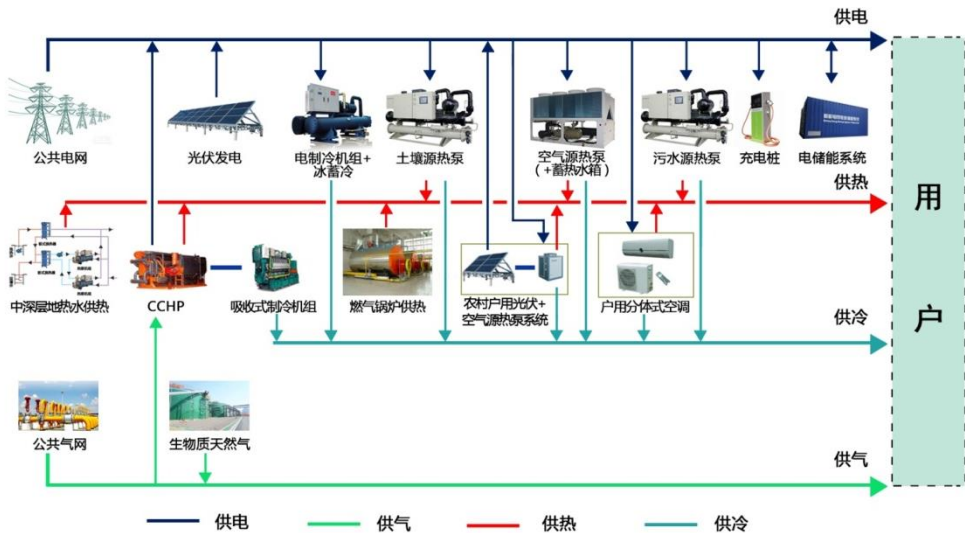 供电
公共电网
光伏发电
电制冷机组+
冰蓄冷
土壤源热泵
空气源热泵
（+蓄热水箱）
污水源热泵
充电桩
电储能系统
供热
中深层地热水供热
CCHP
吸收式制冷机组
燃气锅炉供热
农村户用光伏+
空气源热泵系统
户用分体式空调
供冷
公共气网
生物质天然气
供气
用
户
供电
供气
供热
供冷